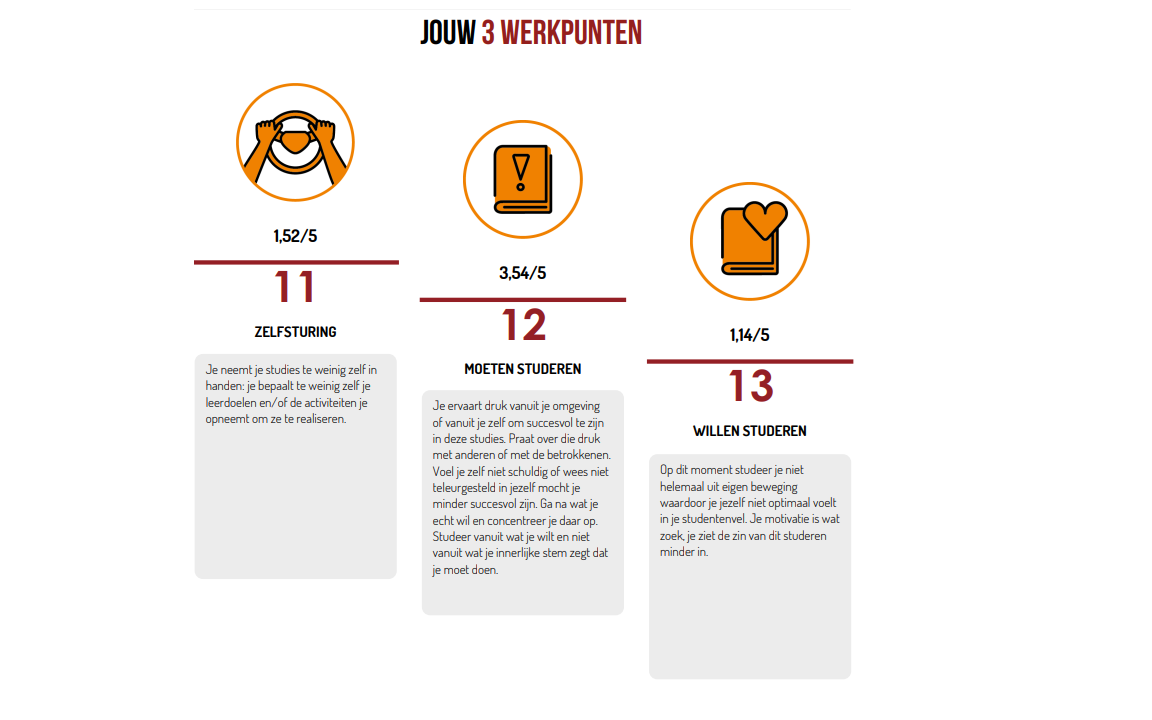 JOUW 3 WERKPUNTEN
1,52/5
11
ZELFSTURING
Je neemt je studies te weinig zelf in
handen: je bepaalt te weinig zelf je
leerdoelen en/of de activiteiten je
opneemt om ze te realiseren.
3,54/5
12
MOETEN STUDEREN
Je ervaart druk vanuit je omgeving
of vanuit je zelf om succesvol te zijn
in deze studies. Praat over die druk
met anderen of met de betrokkenen.
Voel je zelf niet schuldig of wees niet
teleurgesteld in jezelf mocht je
minder succesvol zijn. Ga na wat je
echt wil en concentreer je daar op.
Studeer vanuit wat je wilt en niet
vanuit wat je innerlijke stem zegt dat
je moet doen.
1,14/5
13
WILLEN STUDEREN
Op dit moment studeer je niet
helemaal uit eigen beweging
waardoor je jezelf niet optimaal voelt
in je studentenvel. Je motivatie is wat
zoek, je ziet de zin van dit studeren
minder in.